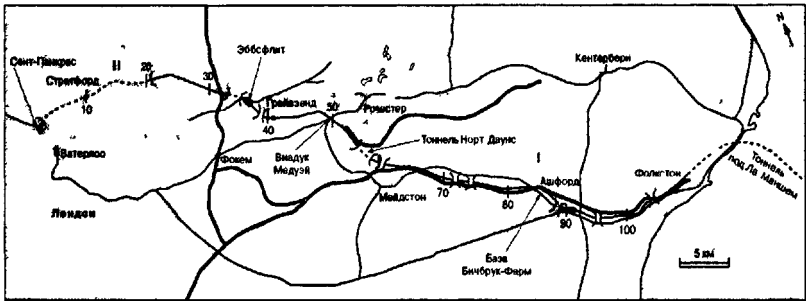 Сент-Панкрас
Стратфорд
II
20
10
30
Эббсфлит
Грейвзенд
40
50
Рочестер
Виадук
Медуэй
Тоннель Норт Даунс
Ватерлоо
Лондон
Фокем
Мейдстон
70
80
I
Ашфорд
90
100
База
Бичбрук-Фарм
Кентербери
Фолкстон
Тоннель
под Ла Маншем
N
5 км